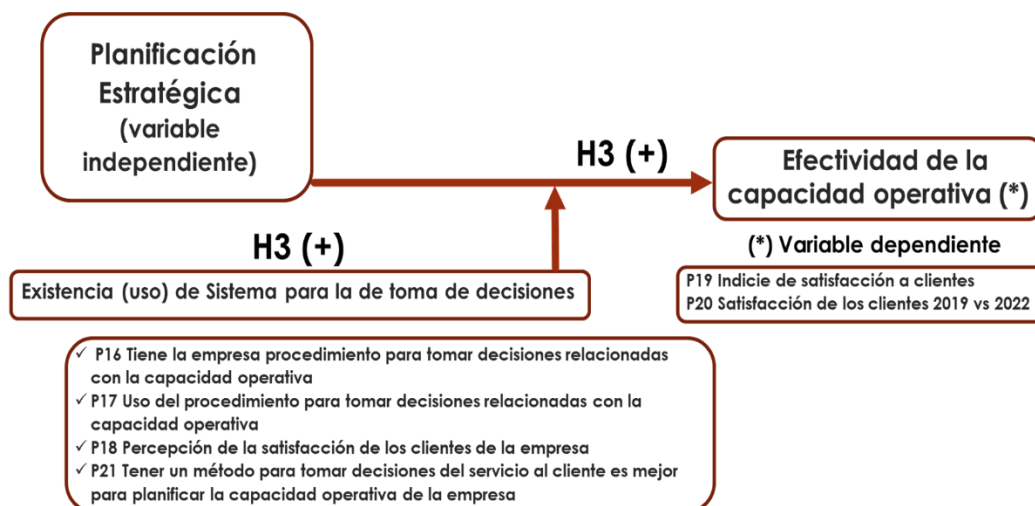 Planificación
Estratégica
(variable
independiente)
H3 (+)
Efectividad de la
capacidad operativa (*)
(*) Variable dependiente
P19 Indicie de satisfacción a clientes
P20 Satisfacción de los clientes 2019 vs 2022
H3 (+)
Existencia (uso) de Sistema para la de toma de decisiones
✓ P16 Tiene la empresa procedimiento para tomar decisiones relacionadas
con la capacidad operativa
✓ P17 Uso del procedimiento para tomar decisiones relacionadas con la
capacidad operativa
✓ P18 Percepción de la satisfacción de los clientes de la empresa
✓ P21 Tener un método para tomar decisiones del servicio al cliente es mejor
para planificar la capacidad operativa de la empresa